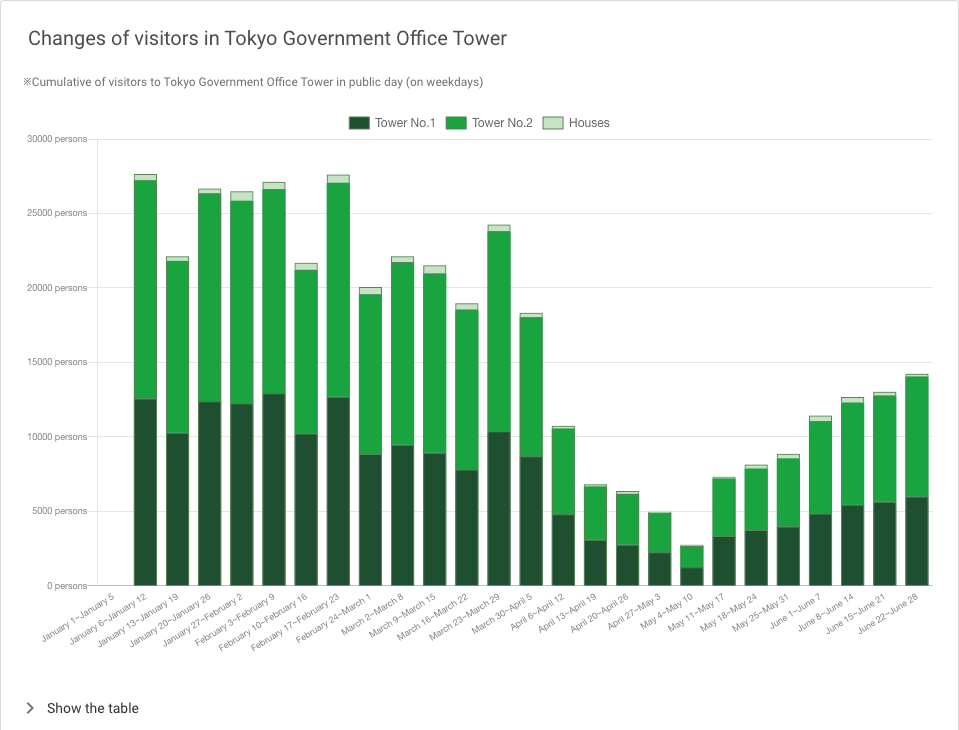 Changes of visitors in Tokyo Government Office Tower
※Cumulative of visitors to Tokyo Government Office Tower in public day (on weekdays)
Tower No.1 Tower No.2 Houses
30000 persons
25000 persons
20000 persons
15000 persons
10000 persons
5000 persons
0 persons
January 1~January 5
January 6~January 12
January 13~January 19
January 20~January 26
January 27~February 2
February 3~February 9
February 10~February 16
February 17~February 23
February 24~March 1
March 2~March 8
March 9~March 15
March 16~March 22
March 23~March 29
March 30~April 5
April 6~April 12
April 13~April 19
April 20~April 26
April 27~May 3
May 4~May 10
May 11~May 17
May 18~May 24
May 25~May 31
June 1~June 7
June 8~June 14
June 15~June 21
June 22~June 28
Show the table